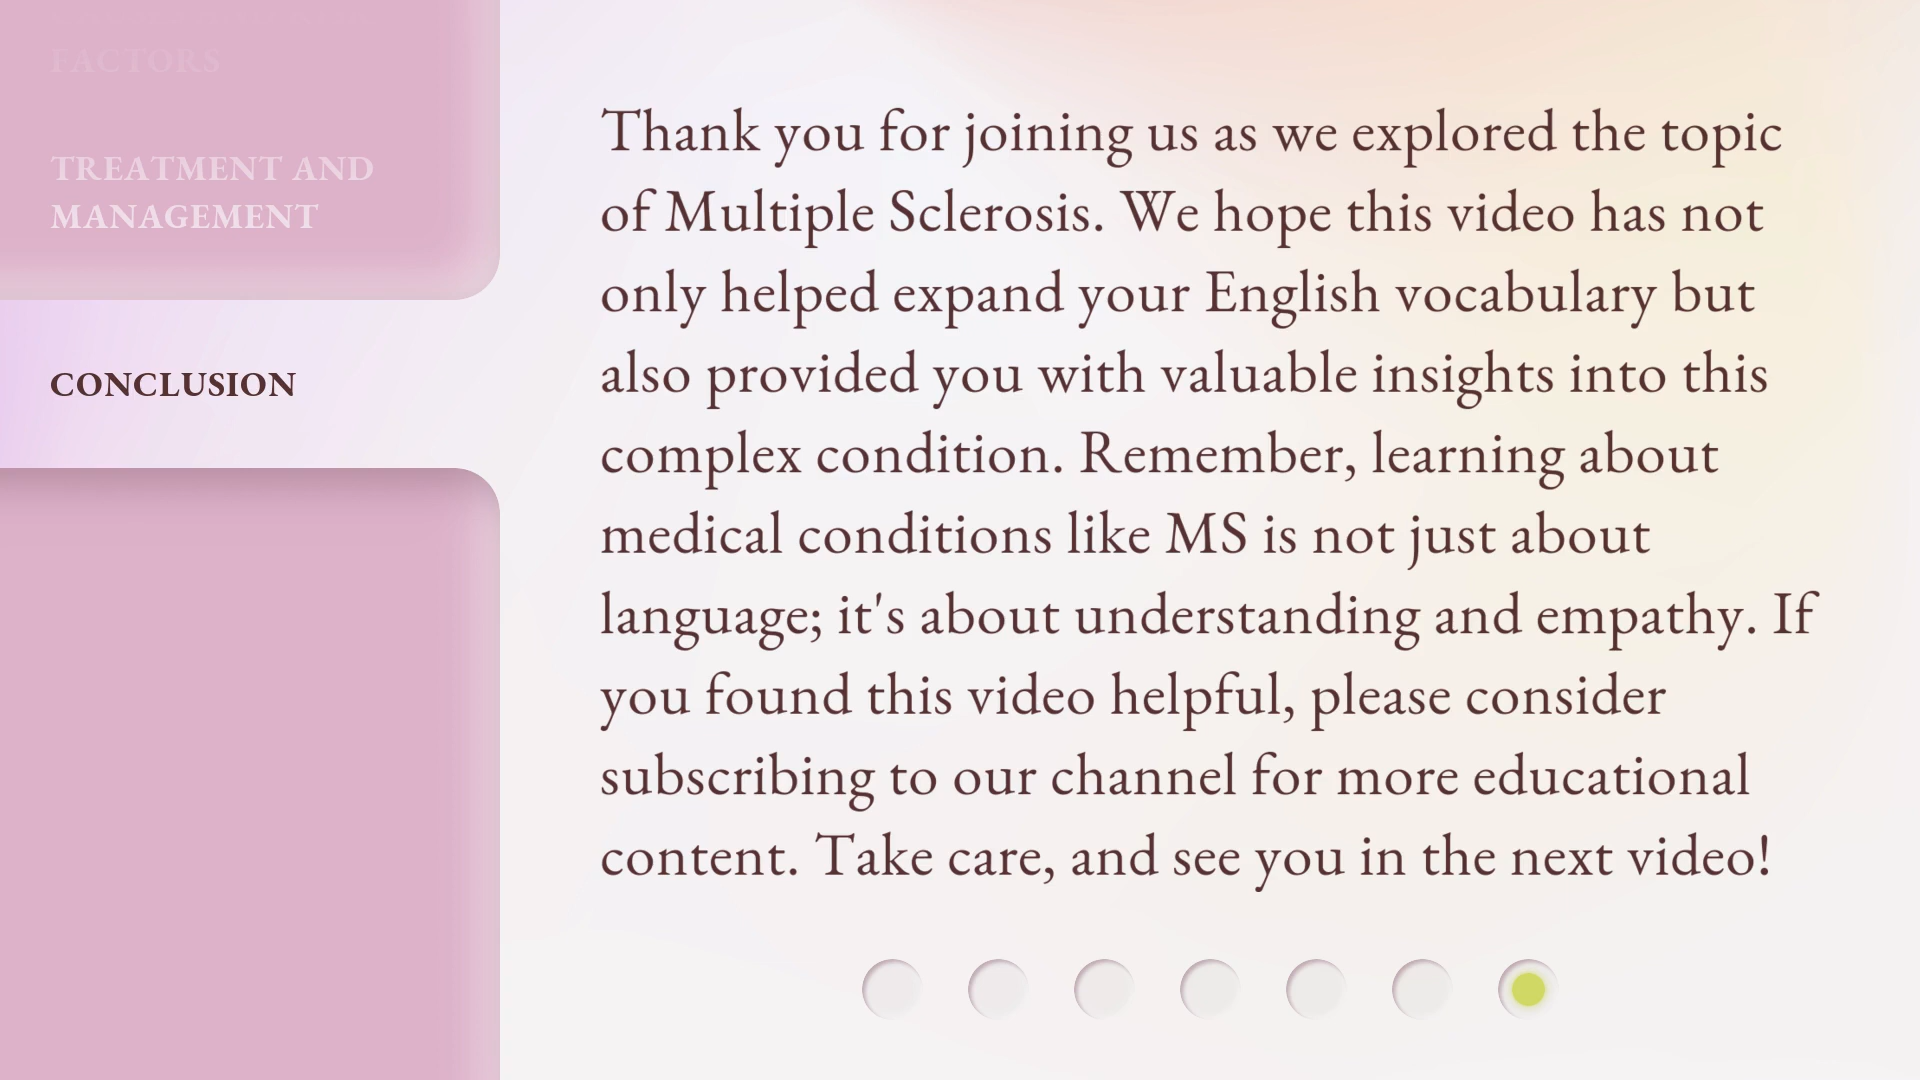 FACTORS
TREATMENT AND
MANAGEMENT
CONCLUSION
Thank you for joining us as we explored the topic
of Multiple Sclerosis. We hope this video has not
only helped expand your English vocabulary but
also provided you with valuable insights into this
complex condition. Remember, learning about
medical conditions like MS is not just about
language; it's about understanding and empathy. If
you found this video helpful, please consider
subscribing to our channel for more educational
content. Take care, and see you in the next video!